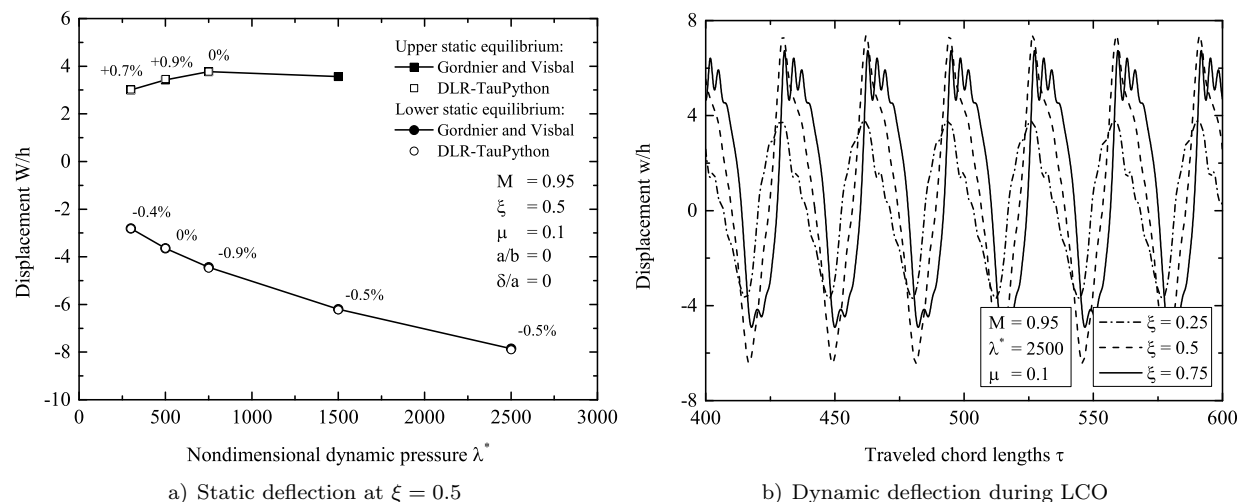 6
4
2
0
-2
-4
-6
-8
-10
Displacement W/h
+0.7%
+0.9%
0%
Upper static equilibrium:
Gordnier and Visbal
DLR-TauPython
Lower static equilibrium:
Gordnier and Visbal
DLR-TauPython
M = 0.95
ξ = 0.5
μ = 0.1
a/b = 0
δ/a = 0
-0.4%
0%
-0.9%
-0.5%
-0.5%
0 500 1000 1500 2000 2500 3000
Nondimensional dynamic pressure λ*
a) Static deflection at ξ = 0.5
8
4
0
-4
-8
Displacement w/h
M = 0.95
λ* = 2500
μ = 0.1
ξ = 0.25
ξ = 0.5
ξ = 0.75
400 450 500 550 600
Traveled chord lengths τ
b) Dynamic deflection during LCO